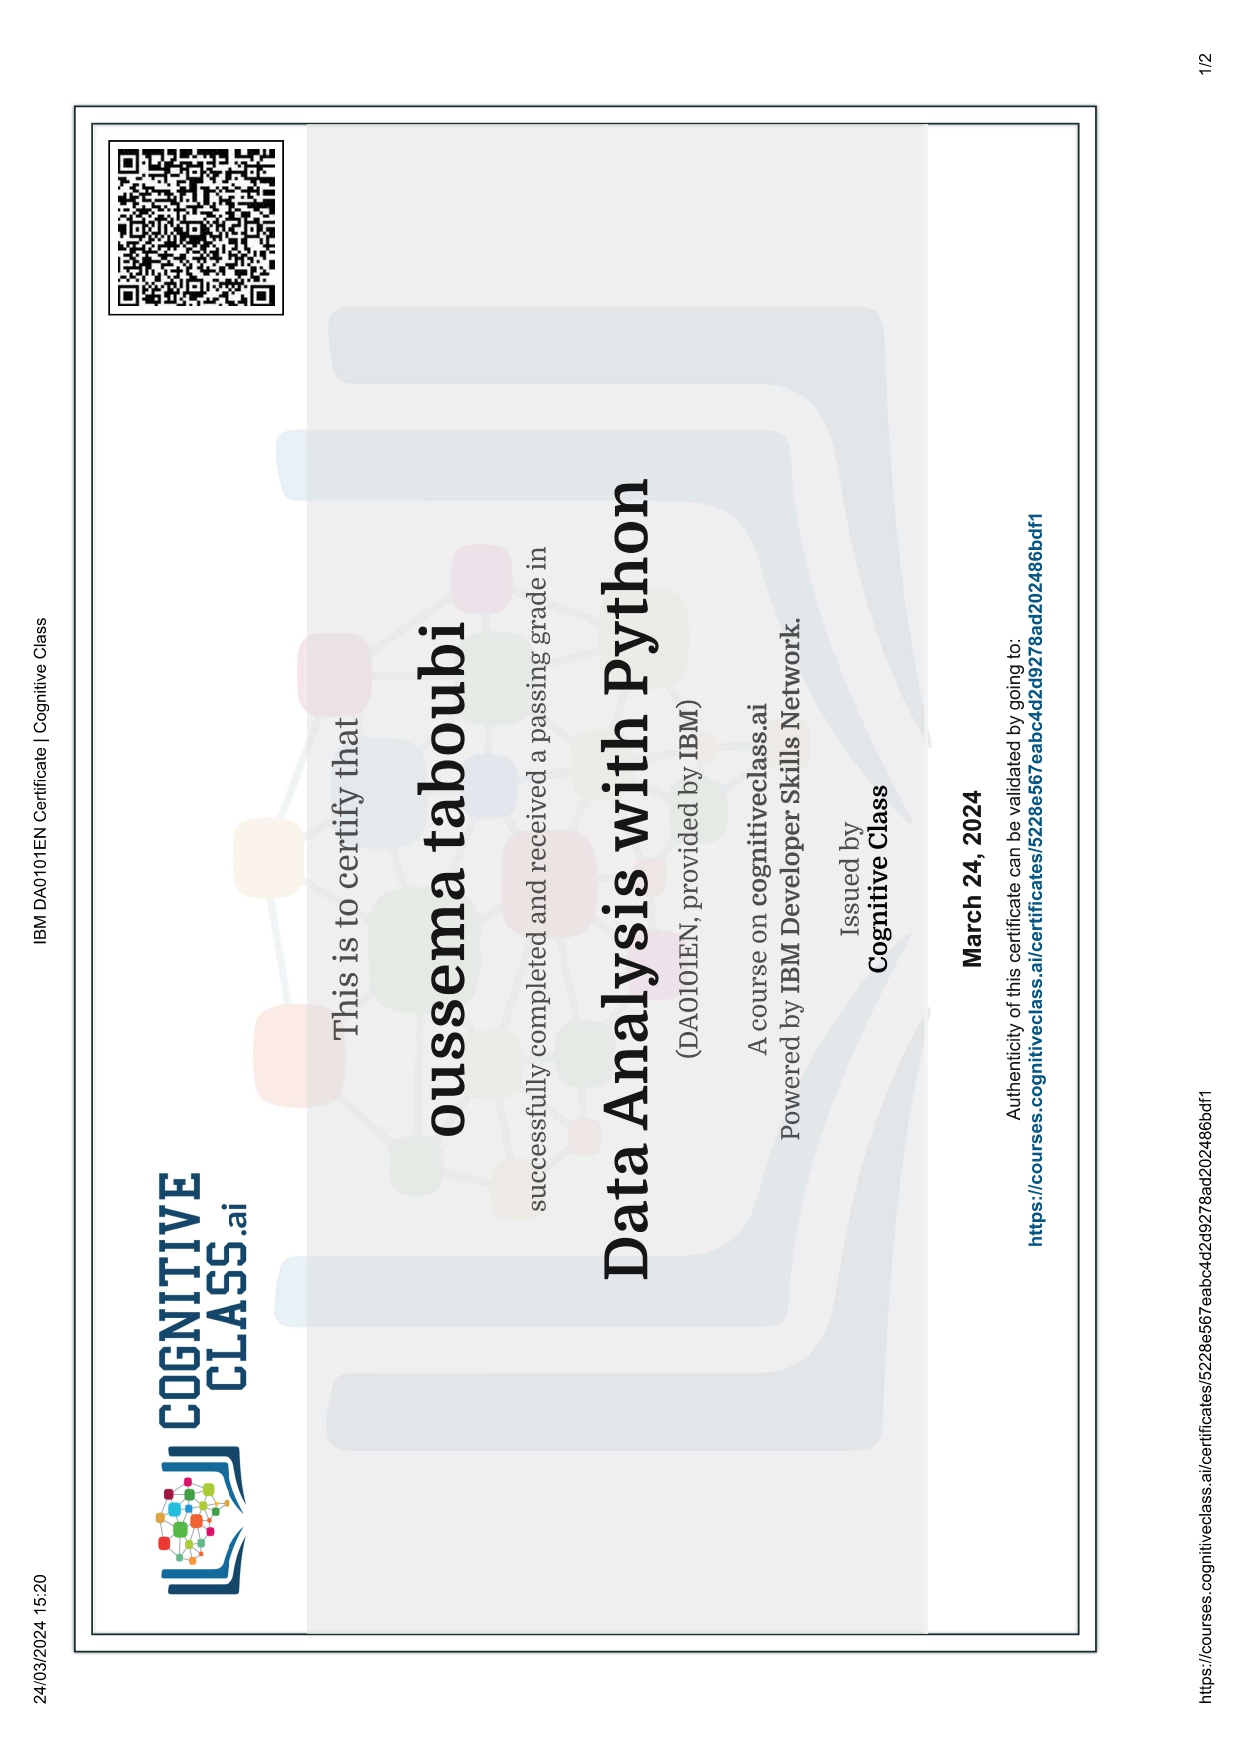 24/03/2024 15:20
IBM DA0101EN Certificate | Cognitive Class
COGNITIVE
CLASS.ai
This is to certify that
oussema taboubi
successfully completed and received a passing grade in
Data Analysis with Python
(DA0101EN, provided by IBM)
A course on cognitiveclass.ai
Powered by IBM Developer Skills Network.
Issued by
Cognitive Class
March 24, 2024
Authenticity of this certificate can be validated by going to:
https://courses.cognitiveclass.ai/certificates/5228e567eabc4d2d9278ad202486bdf1
https://courses.cognitiveclass.ai/certificates/5228e567eabc4d2d9278ad202486bdf1
1/2